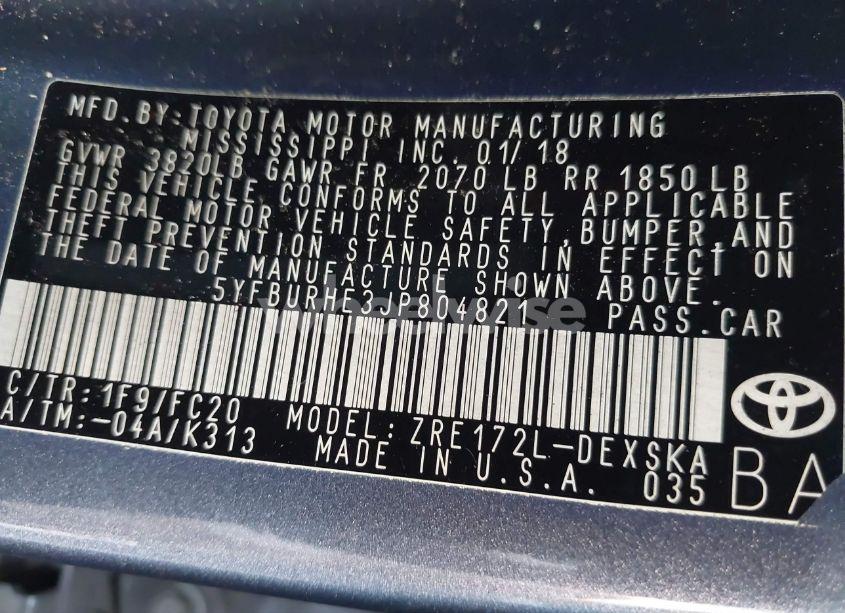 MFD. BY: TOYOTA MOTOR MANUFACTURING
MISSISSIPPI INC. 01/18
GVWR 3820LB GAWR FR 2070 LB RR 1850 LB
THIS VEHICLE CONFORMS TO ALL APPLICABLE
FEDERAL MOTOR VEHICLE SAFETY, BUMPER, AND
THEFT PREVENTION STANDARDS IN EFFECT ON
THE DATE OF MANUFACTURE SHOWN ABOVE.
5YFBURHE3JP804821 PASS.CAR
wheelwise
C/TR: 1F9/FC20
A/TM:-04A/K313
MODEL: ZRE172L-DEXSKA
MADE IN U.S.A. 035
BA